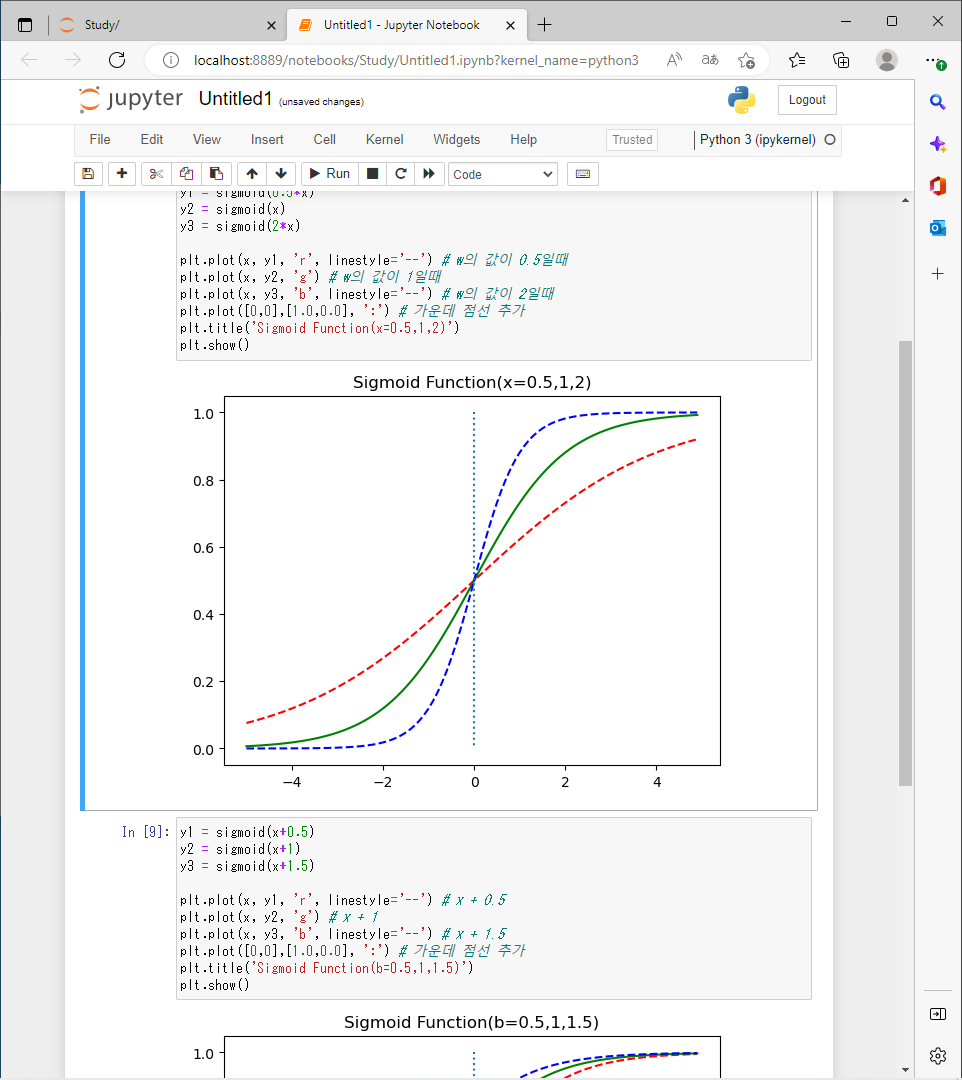 Study/
Untitled1 - Jupyter Notebook
localhost:8889/notebooks/Study/Untitled1.ipynb?kernel_name=python3
jupyter Untitled1 (unsaved changes)
Logout
File Edit View Insert Cell Kernel Widgets Help
Trusted
Python 3 (ipykernel)
Run
Code
y1 = sigmoid(0.5*x)
y2 = sigmoid(x)
y3 = sigmoid(2*x)
plt.plot(x, y1, 'r', linestyle='--') # w의 값이 0.5일때
plt.plot(x, y2, 'g') # w의 값이 1일때
plt.plot(x, y3, 'b', linestyle='--') # w의 값이 2일때
plt.plot([0,0],[1.0,0.0], ':') # 가운데 점선 추가
plt.title('Sigmoid Function(x=0.5,1,2)')
plt.show()
Sigmoid Function(x=0.5,1,2)
1.0
0.8
0.6
0.4
0.2
0.0
−4 −2 0 2 4
In [9]:
y1 = sigmoid(x+0.5)
y2 = sigmoid(x+1)
y3 = sigmoid(x+1.5)
plt.plot(x, y1, 'r', linestyle='--') # x + 0.5
plt.plot(x, y2, 'g') # x + 1
plt.plot(x, y3, 'b', linestyle='--') # x + 1.5
plt.plot([0,0],[1.0,0.0], ':') # 가운데 점선 추가
plt.title('Sigmoid Function(b=0.5,1,1.5)')
plt.show()
Sigmoid Function(b=0.5,1,1.5)
1.0